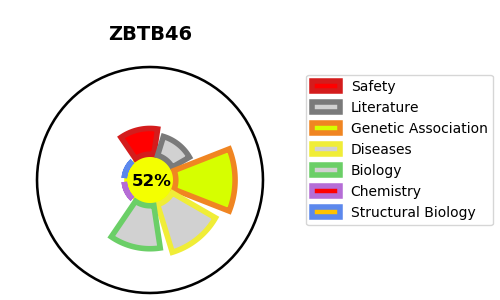 ZBTB46
52%
Safety
Literature
Genetic Association
Diseases
Biology
Chemistry
Structural Biology